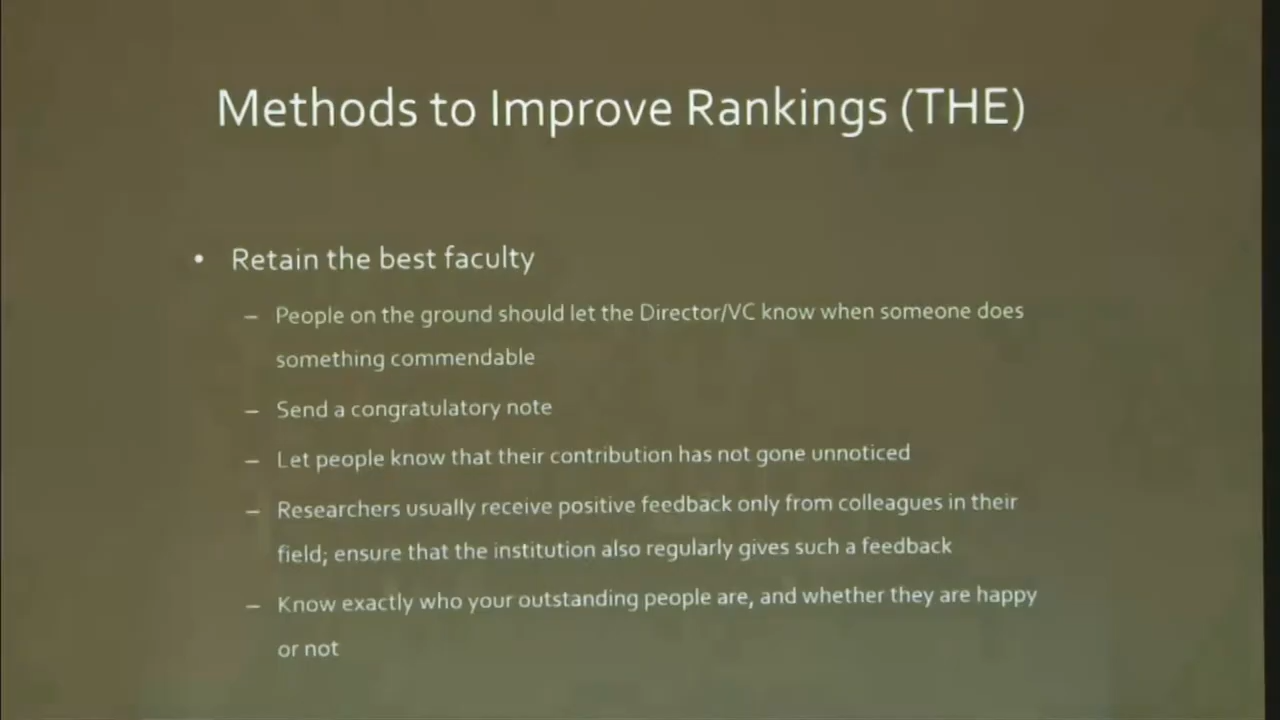 Methods to Improve Rankings (THE)
• Retain the best faculty
– People on the ground should let the Director/VC know when someone does
something commendable
– Send a congratulatory note
– Let people know that their contribution has not gone unnoticed
– Researchers usually receive positive feedback only from colleagues in their
field; ensure that the institution also regularly gives such a feedback
– Know exactly who your outstanding people are, and whether they are happy
or not